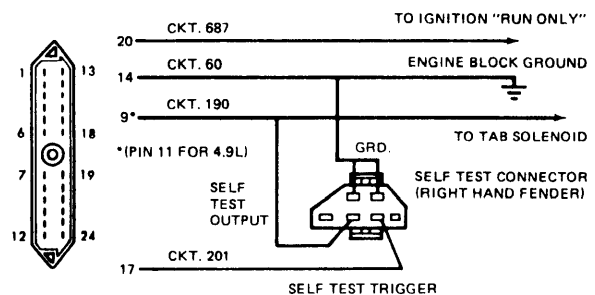 TO IGNITION "RUN ONLY"
CKT. 687
20
ENGINE BLOCK GROUND
CKT. 60
1
13
14
CKT. 190
9*
TO TAB SOLENOID
6
18
*(PIN 11 FOR 4.9L)
GRD.
7
19
SELF TEST OUTPUT
SELF TEST CONNECTOR
(RIGHT HAND FENDER)
12
24
CKT. 201
17
SELF TEST TRIGGER